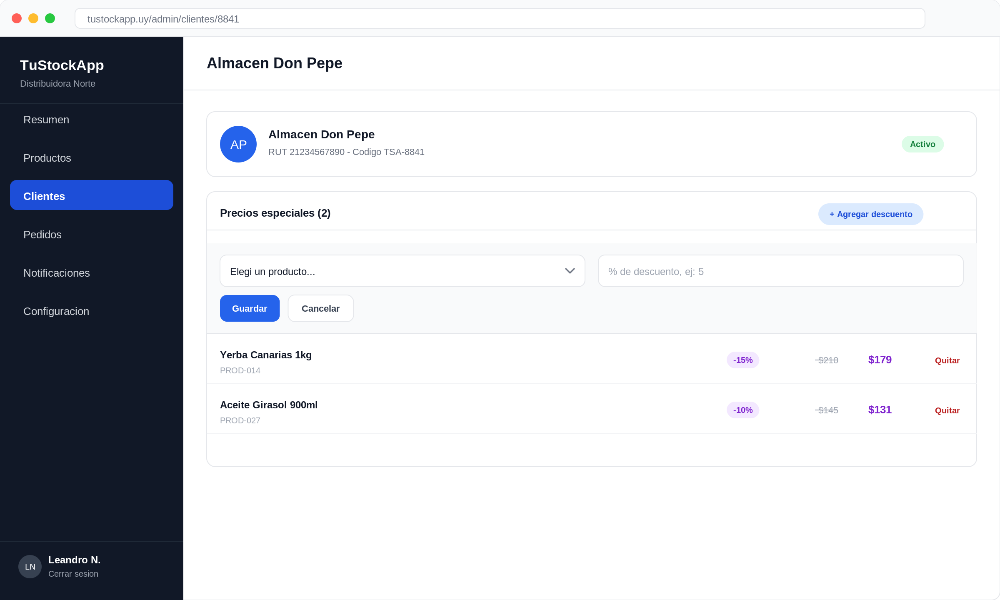 tustockapp.uy/admin/clientes/8841
TuStockApp
Distribuidora Norte
Resumen
Productos
Clientes
Pedidos
Notificaciones
Configuracion
LN
Leandro N.
Cerrar sesion
Almacen Don Pepe
AP
Almacen Don Pepe
RUT 21234567890 - Codigo TSA-8841
Activo
Precios especiales (2)
+ Agregar descuento
Elegi un producto...
% de descuento, ej: 5
Guardar
Cancelar
Yerba Canarias 1kg
PROD-014
-15%
$210
$179
Quitar
Aceite Girasol 900ml
PROD-027
-10%
$145
$131
Quitar